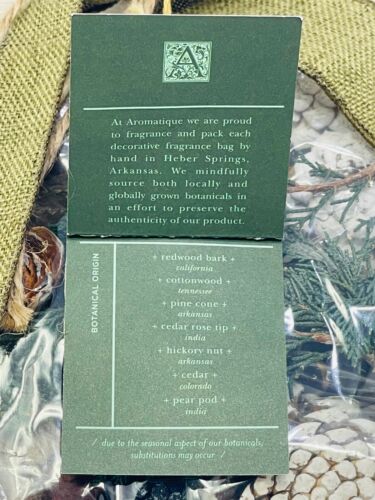 A
At Aromatique we are proud
to fragrance and pack each
decorative fragrance bag by
hand in Heber Springs,
Arkansas. We mindfully
source both locally and
globally grown botanicals in
an effort to preserve the
authenticity of our product.
BOTANICAL ORIGIN
+ redwood bark +
california
+ cottonwood +
tennessee
+ pine cone +
arkansas
+ cedar rose tip +
india
+ hickory nut +
arkansas
+ cedar +
colorado
+ pear pod +
india
/ due to the seasonal aspect of our botanicals,
substitutions may occur /